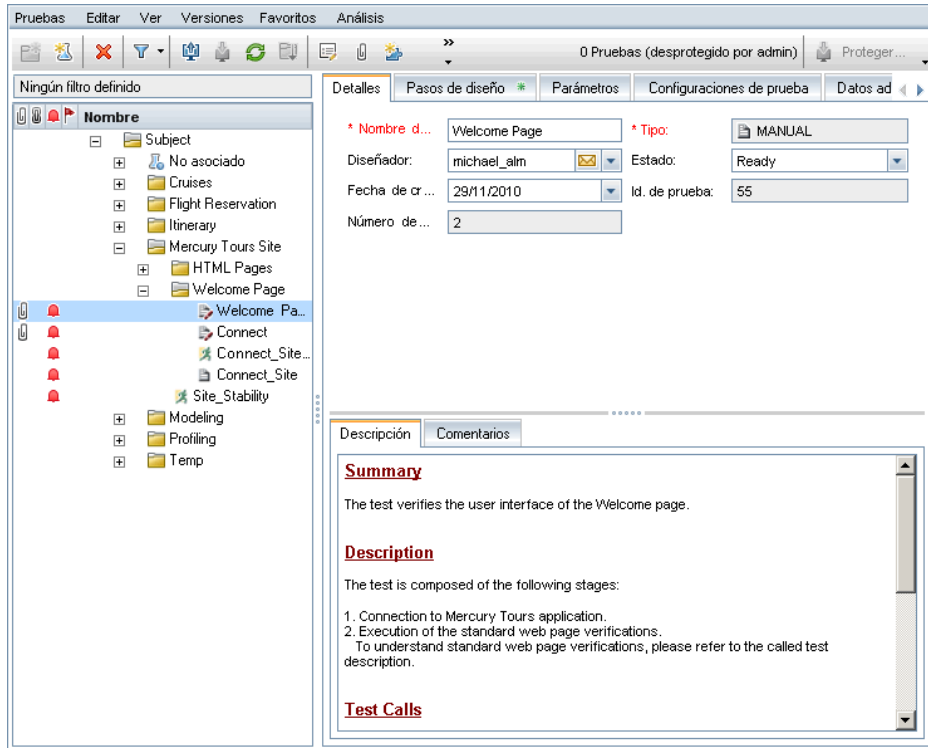 Pruebas Editar Ver Versiones Favoritos Análisis
» 0 Pruebas (desprotegido por admin) Proteger...
Ningún filtro definido
Nombre
Subject
No asociado
Cruises
Flight Reservation
Itinerary
Mercury Tours Site
HTML Pages
Welcome Page
Welcome Pa...
Connect
Connect_Site...
Connect_Site
Site_Stability
Modeling
Profiling
Temp
Detalles Pasos de diseño * Parámetros Configuraciones de prueba Datos ad
* Nombre d... Welcome Page * Tipo: MANUAL
Diseñador: michael_alm Estado: Ready
Fecha de cr... 29/11/2010 Id. de prueba: 55
Número de... 2
Descripción Comentarios
Summary
The test verifies the user interface of the Welcome page.
Description
The test is composed of the following stages:
1. Connection to Mercury Tours application.
2. Execution of the standard web page verifications.
To understand standard web page verifications, please refer to the called test
description.
Test Calls